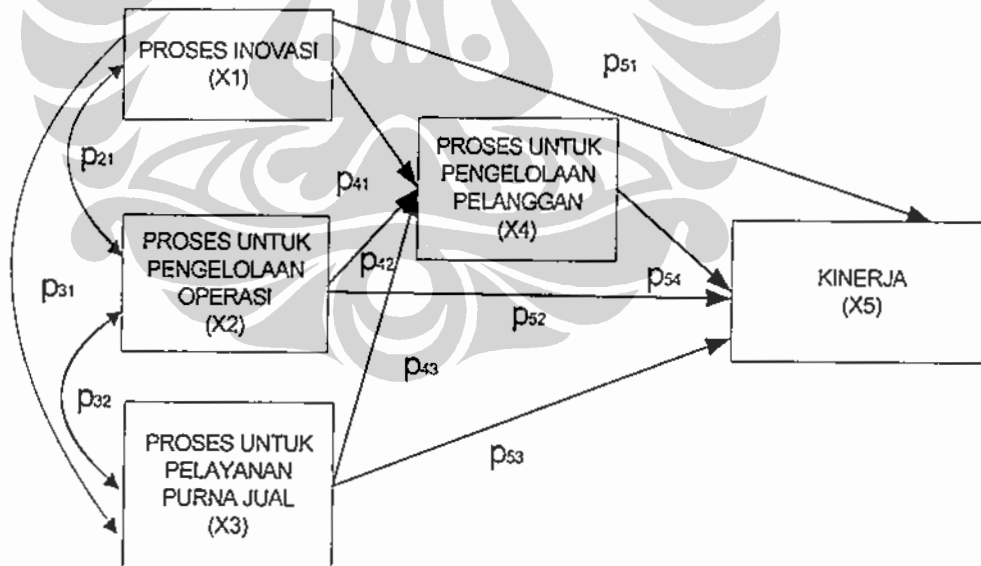 PROSES INOVASI
(X1)
p51
p21
p41
PROSES UNTUK
PENGELOLAAN
PELANGGAN
(X4)
PROSES UNTUK
PENGELOLAAN
OPERASI
(X2)
p42
p31
p54
p52
KINERJA
(X5)
p43
p32
PROSES UNTUK
PELAYANAN
PURNA JUAL
(X3)
p53